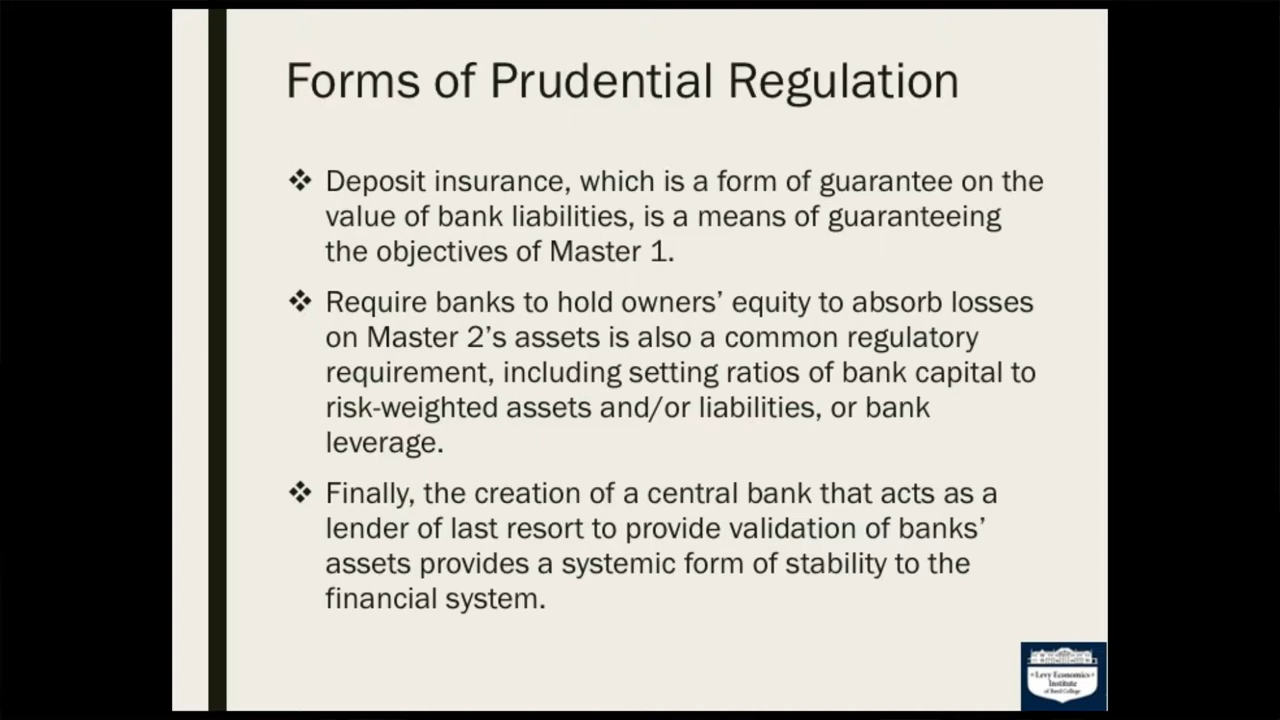 Forms of Prudential Regulation
❖ Deposit insurance, which is a form of guarantee on the
value of bank liabilities, is a means of guaranteeing
the objectives of Master 1.
❖ Require banks to hold owners’ equity to absorb losses
on Master 2’s assets is also a common regulatory
requirement, including setting ratios of bank capital to
risk-weighted assets and/or liabilities, or bank
leverage.
❖ Finally, the creation of a central bank that acts as a
lender of last resort to provide validation of banks’
assets provides a systemic form of stability to the
financial system.
Levy Economics
Institute
of Bard College